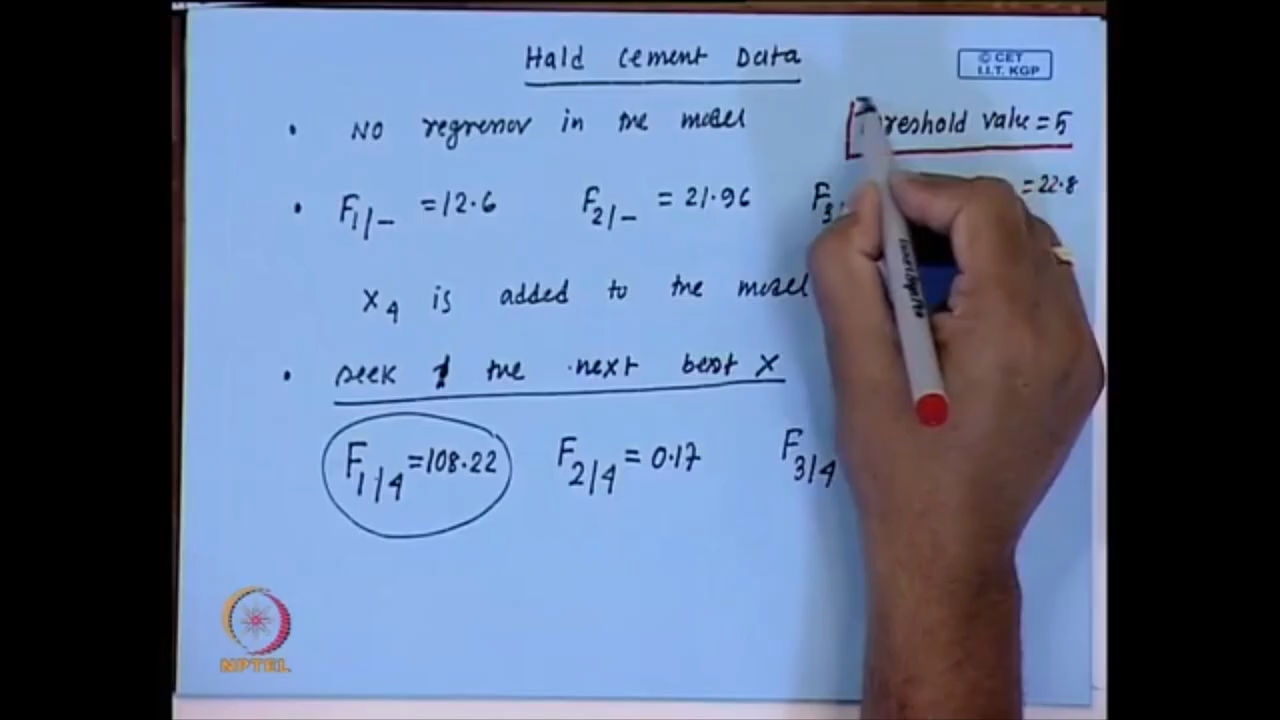 Hald Cement Data
© CET
I.I.T. KGP
• NO regressor in the model
reshold value = 5
• F1/- = 12.6 F2/- = 21.96 F3/ = 22.8
x4 is added to the model
• seek the next best x
F1/4 = 108.22 F2/4 = 0.17 F3/4
NPTEL